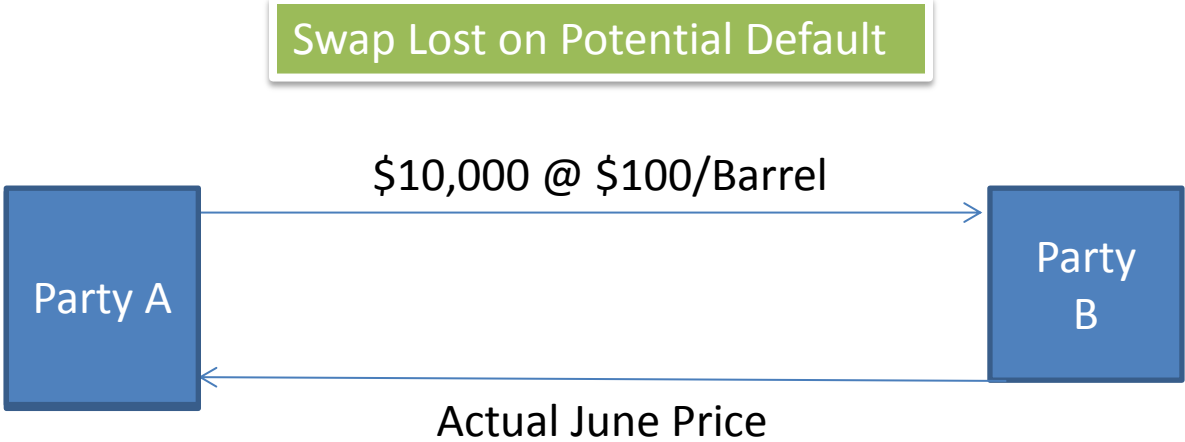 Swap Lost on Potential Default
$10,000 @ $100/Barrel
Party A
Party
B
Actual June Price